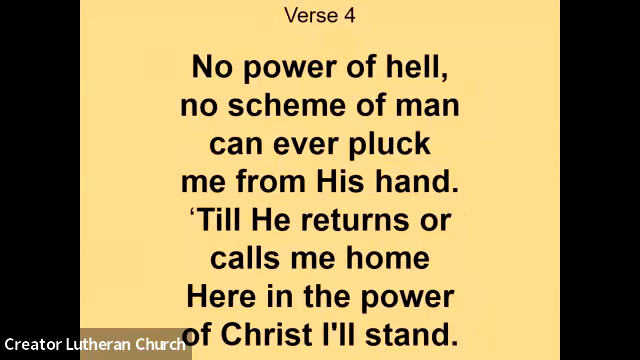 Verse 4
No power of hell,
no scheme of man
can ever pluck
me from His hand.
‘Till He returns or
calls me home
Here in the power
of Christ I'll stand.
Creator Lutheran Church